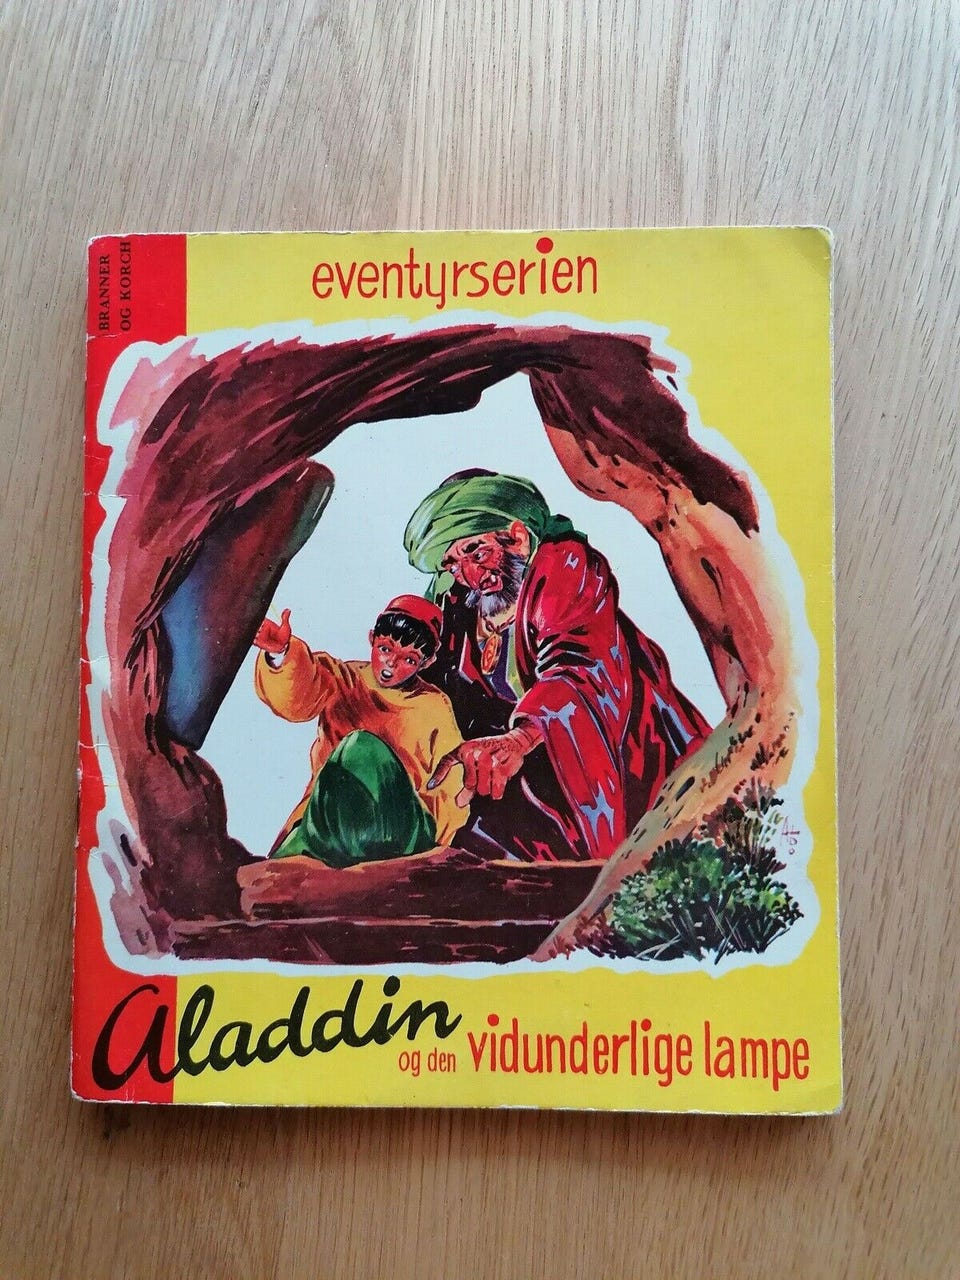 BRANNER
OG KORCH
eventyrserien
Aladdin
og den vidunderlige lampe